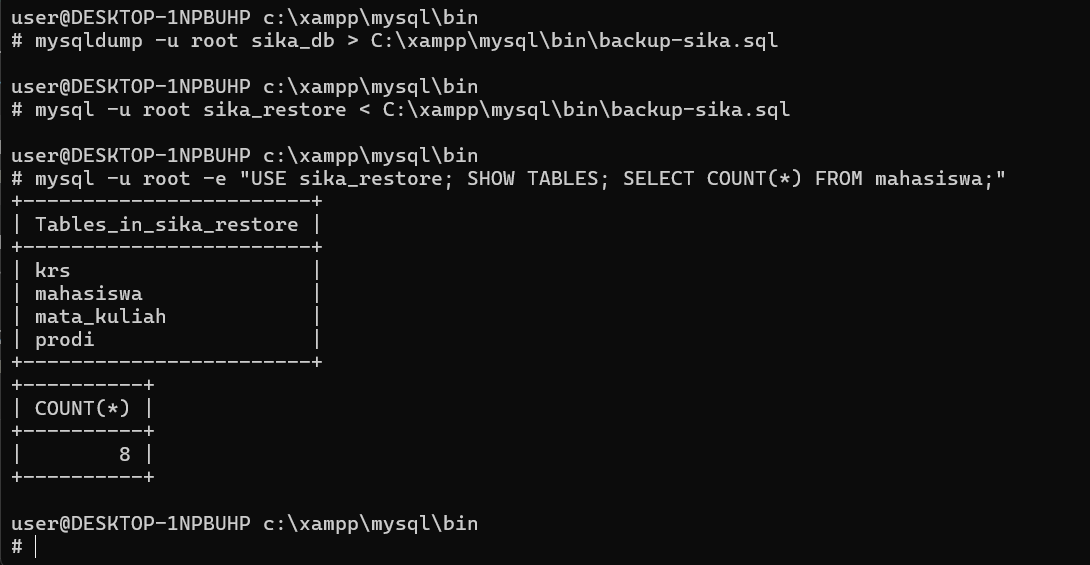 user@DESKTOP-1NPBUHP c:\xampp\mysql\bin
# mysqldump -u root sika_db > C:\xampp\mysql\bin\backup-sika.sql

user@DESKTOP-1NPBUHP c:\xampp\mysql\bin
# mysql -u root sika_restore < C:\xampp\mysql\bin\backup-sika.sql

user@DESKTOP-1NPBUHP c:\xampp\mysql\bin
# mysql -u root -e "USE sika_restore; SHOW TABLES; SELECT COUNT(*) FROM mahasiswa;"
+------------------------+
| Tables_in_sika_restore |
+------------------------+
| krs                    |
| mahasiswa              |
| mata_kuliah            |
| prodi                  |
+------------------------+
+----------+
| COUNT(*) |
+----------+
|        8 |
+----------+

user@DESKTOP-1NPBUHP c:\xampp\mysql\bin
#